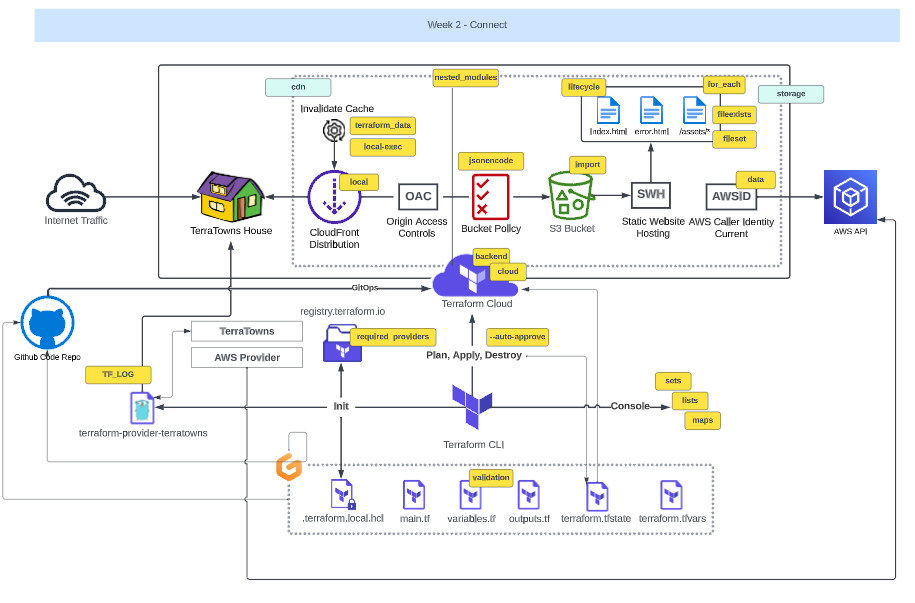 Week 2 - Connect
nested_modules
cdn
lifecycle
for_each
storage
Invalidate Cache
terraform_data
local-exec
index.html
error.html
/assets/*
fileexists
fileset
jsonencode
import
local
data
OAC
SWH
AWSID
Internet Traffic
TerraTowns House
CloudFront
Distribution
Origin Access
Controls
Bucket Policy
S3 Bucket
Static Website
Hosting
AWS Caller Identity
Current
AWS API
backend
cloud
GitOps
Terraform Cloud
registry.terraform.io
TerraTowns
AWS Provider
required_providers
--auto-approve
Github Code Repo
Plan, Apply, Destroy
TF_LOG
sets
lists
maps
Init
Console
terraform-provider-terratowns
Terraform CLI
validation
.terraform.local.hcl
main.tf
variables.tf
outputs.tf
terraform.tfstate
terraform.tfvars